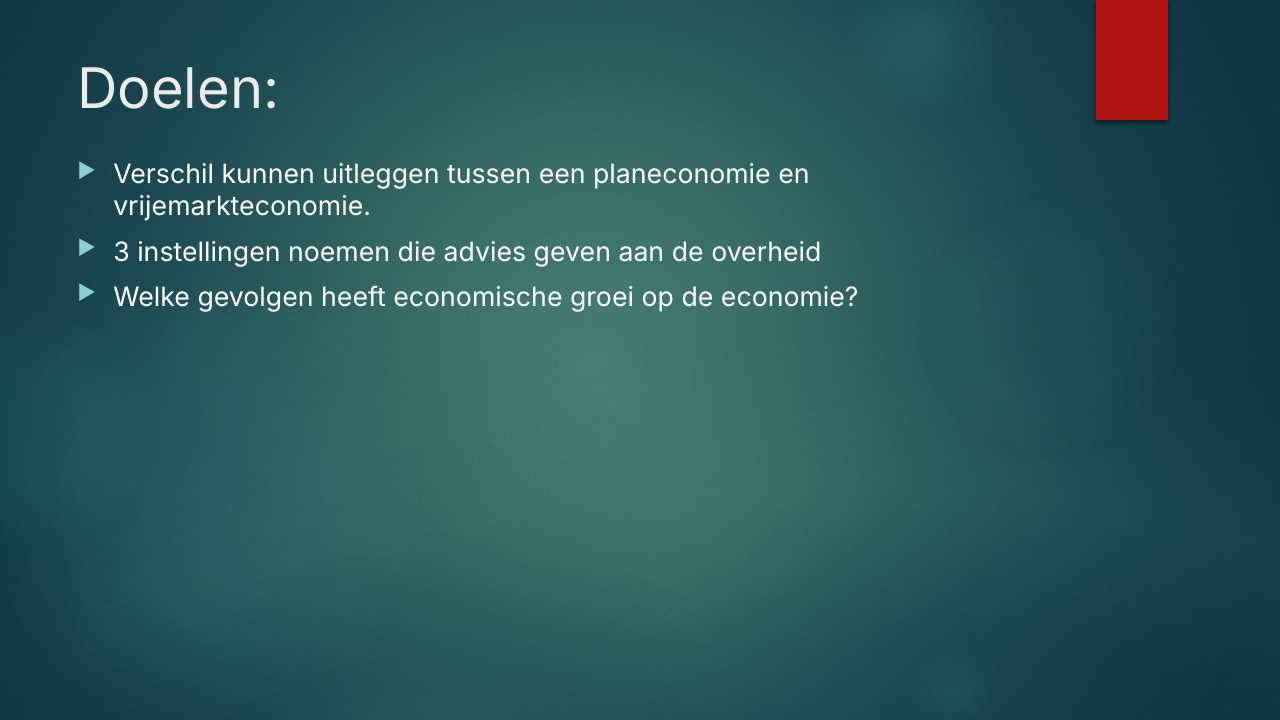 Doelen:
Verschil kunnen uitleggen tussen een planeconomie en
vrijemarkteconomie.
3 instellingen noemen die advies geven aan de overheid
Welke gevolgen heeft economische groei op de economie?